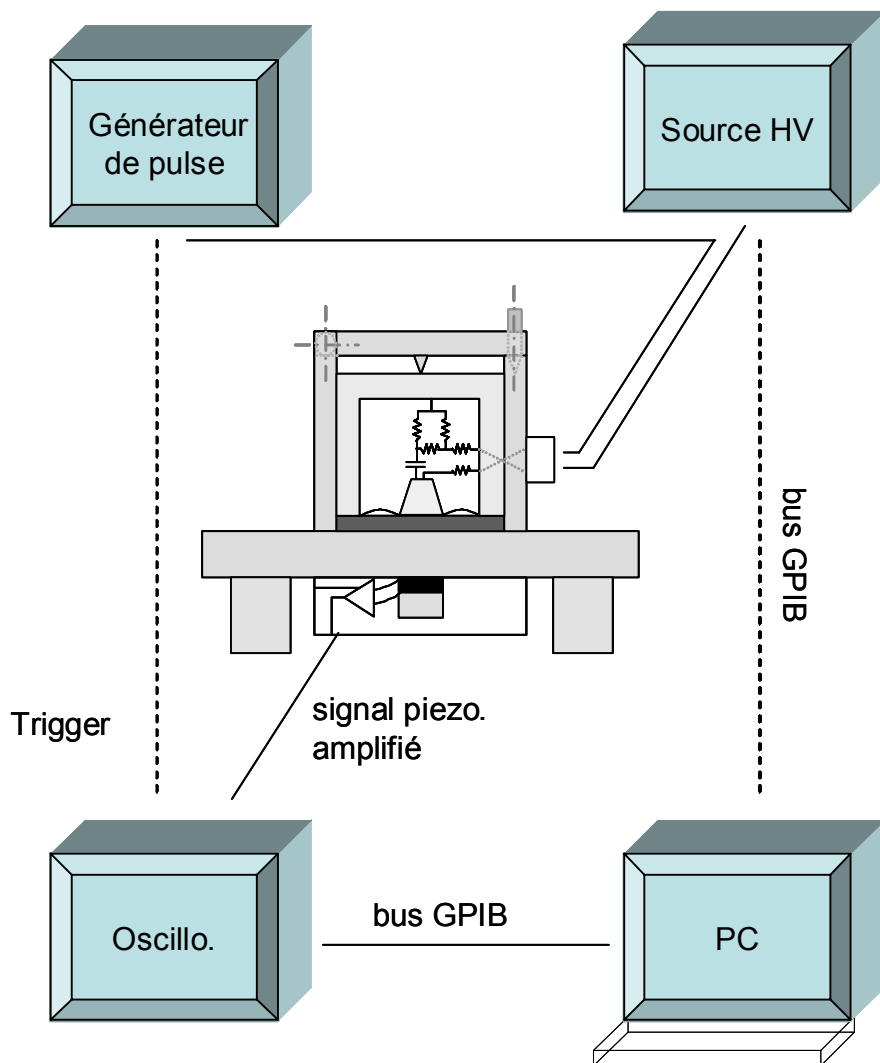 Générateur
de pulse
Source HV
bus GPIB
Trigger
signal piezo.
amplifié
Oscillo.
bus GPIB
PC